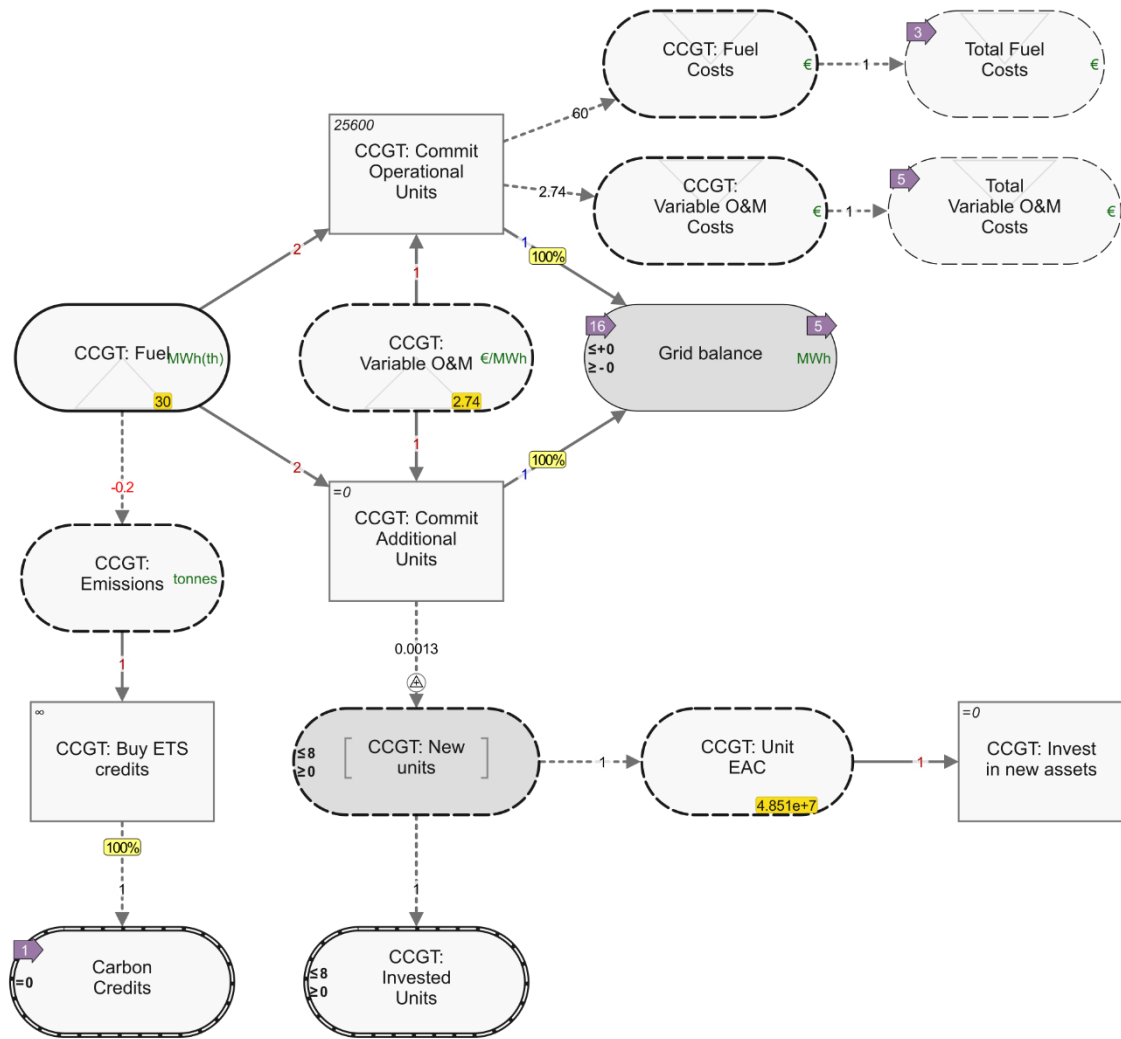 3
CCGT: Fuel
Costs
€
1
Total Fuel
Costs
€
60
25600
CCGT: Commit
Operational
Units
2.74
CCGT:
Variable O&M
Costs
€
1
5
Total
Variable O&M
Costs
€
2
1
1
100%
CCGT: Fuel
MWh(th)
30
CCGT:
Variable O&M
€/MWh
2.74
16
≤+0
≥-0
Grid balance
5
MWh
2
1
1
100%
-0.2
=0
CCGT: Commit
Additional
Units
CCGT:
Emissions
tonnes
0.0013
1
∞
CCGT: Buy ETS
credits
≤8
≥0
CCGT: New
units
1
CCGT: Unit
EAC
4.851e+7
1
=0
CCGT: Invest
in new assets
100%
1
1
1
=0
Carbon
Credits
≤8
≥0
CCGT:
Invested
Units